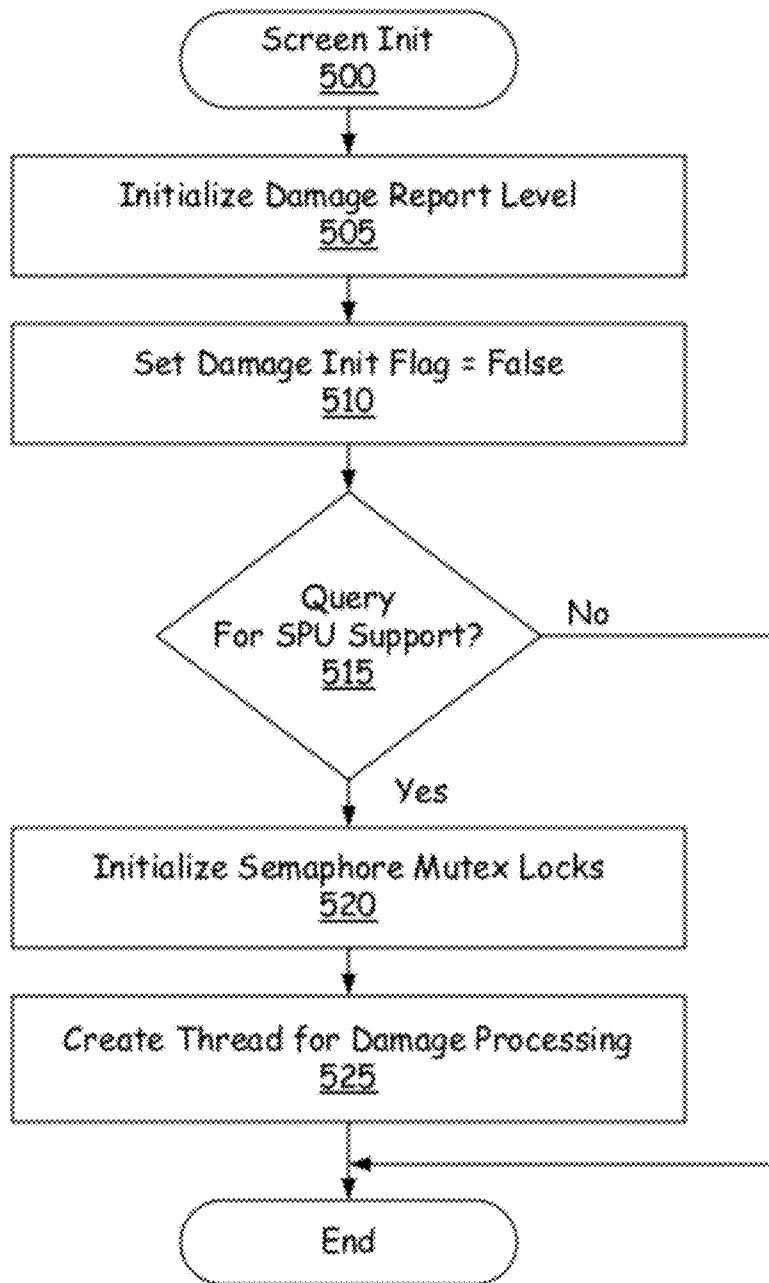 Screen Init
500
Initialize Damage Report Level
505
Set Damage Init Flag = False
510
Query
For SPU Support?
515
No
Yes
Initialize Semaphore Mutex Locks
520
Create Thread for Damage Processing
525
End